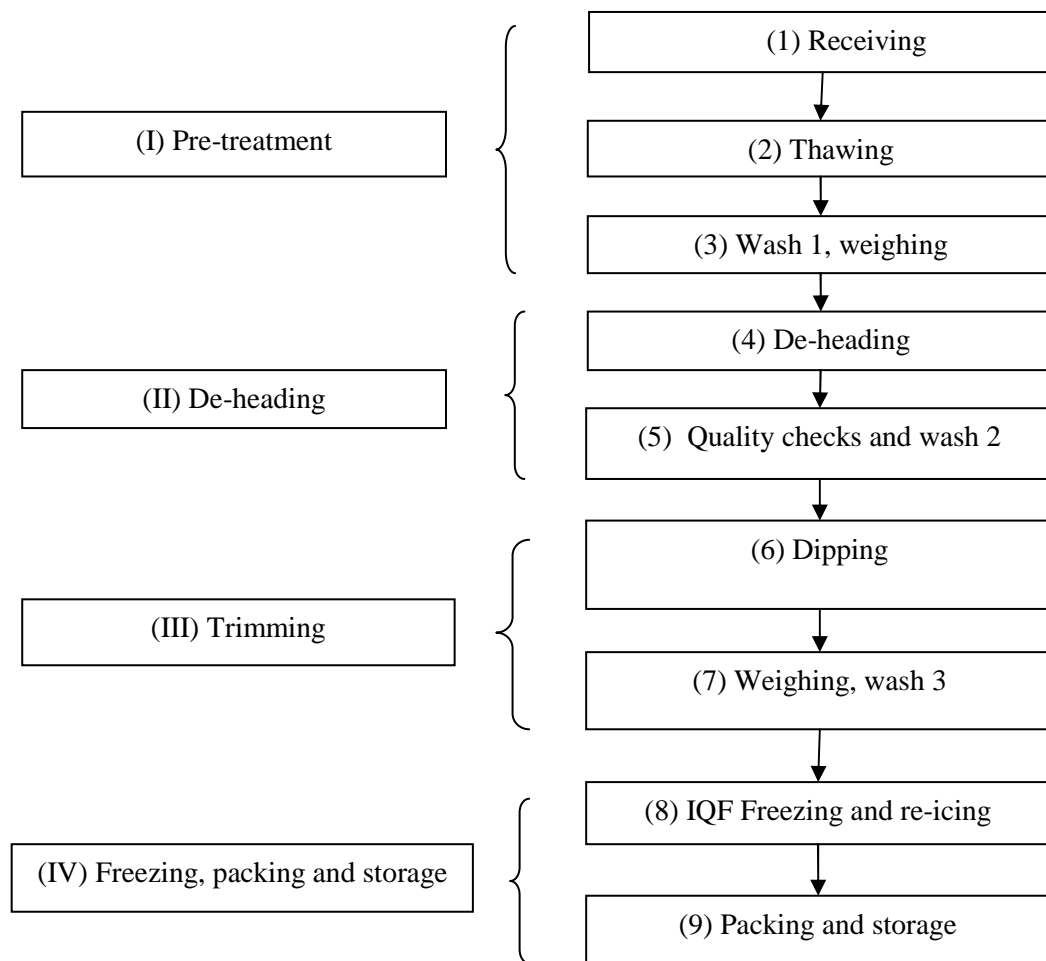 (1) Receiving
(I) Pre-treatment
(2) Thawing
(3) Wash 1, weighing
(4) De-heading
(II) De-heading
(5) Quality checks and wash 2
(6) Dipping
(III) Trimming
(7) Weighing, wash 3
(8) IQF Freezing and re-icing
(IV) Freezing, packing and storage
(9) Packing and storage